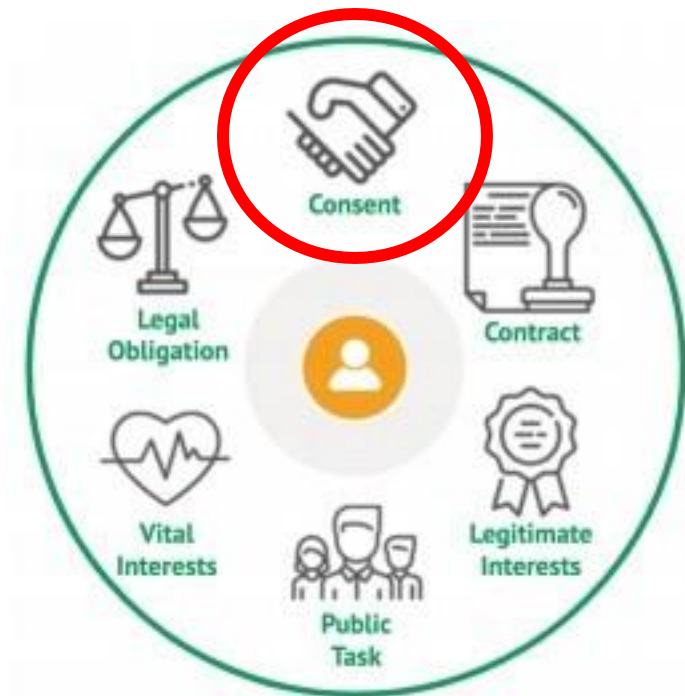 Consent
Contract
Legitimate
Interests
Public
Task
Vital
Interests
Legal
Obligation